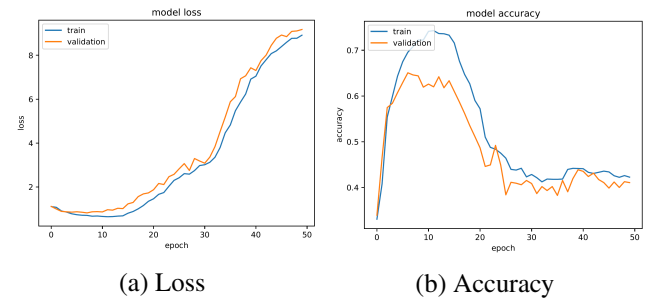 model loss
train
validation
8
6
4
2
loss
0
10
20
30
40
50
epoch
(a) Loss
model accuracy
train
validation
0.7
0.6
0.5
0.4
accuracy
0
10
20
30
40
50
epoch
(b) Accuracy